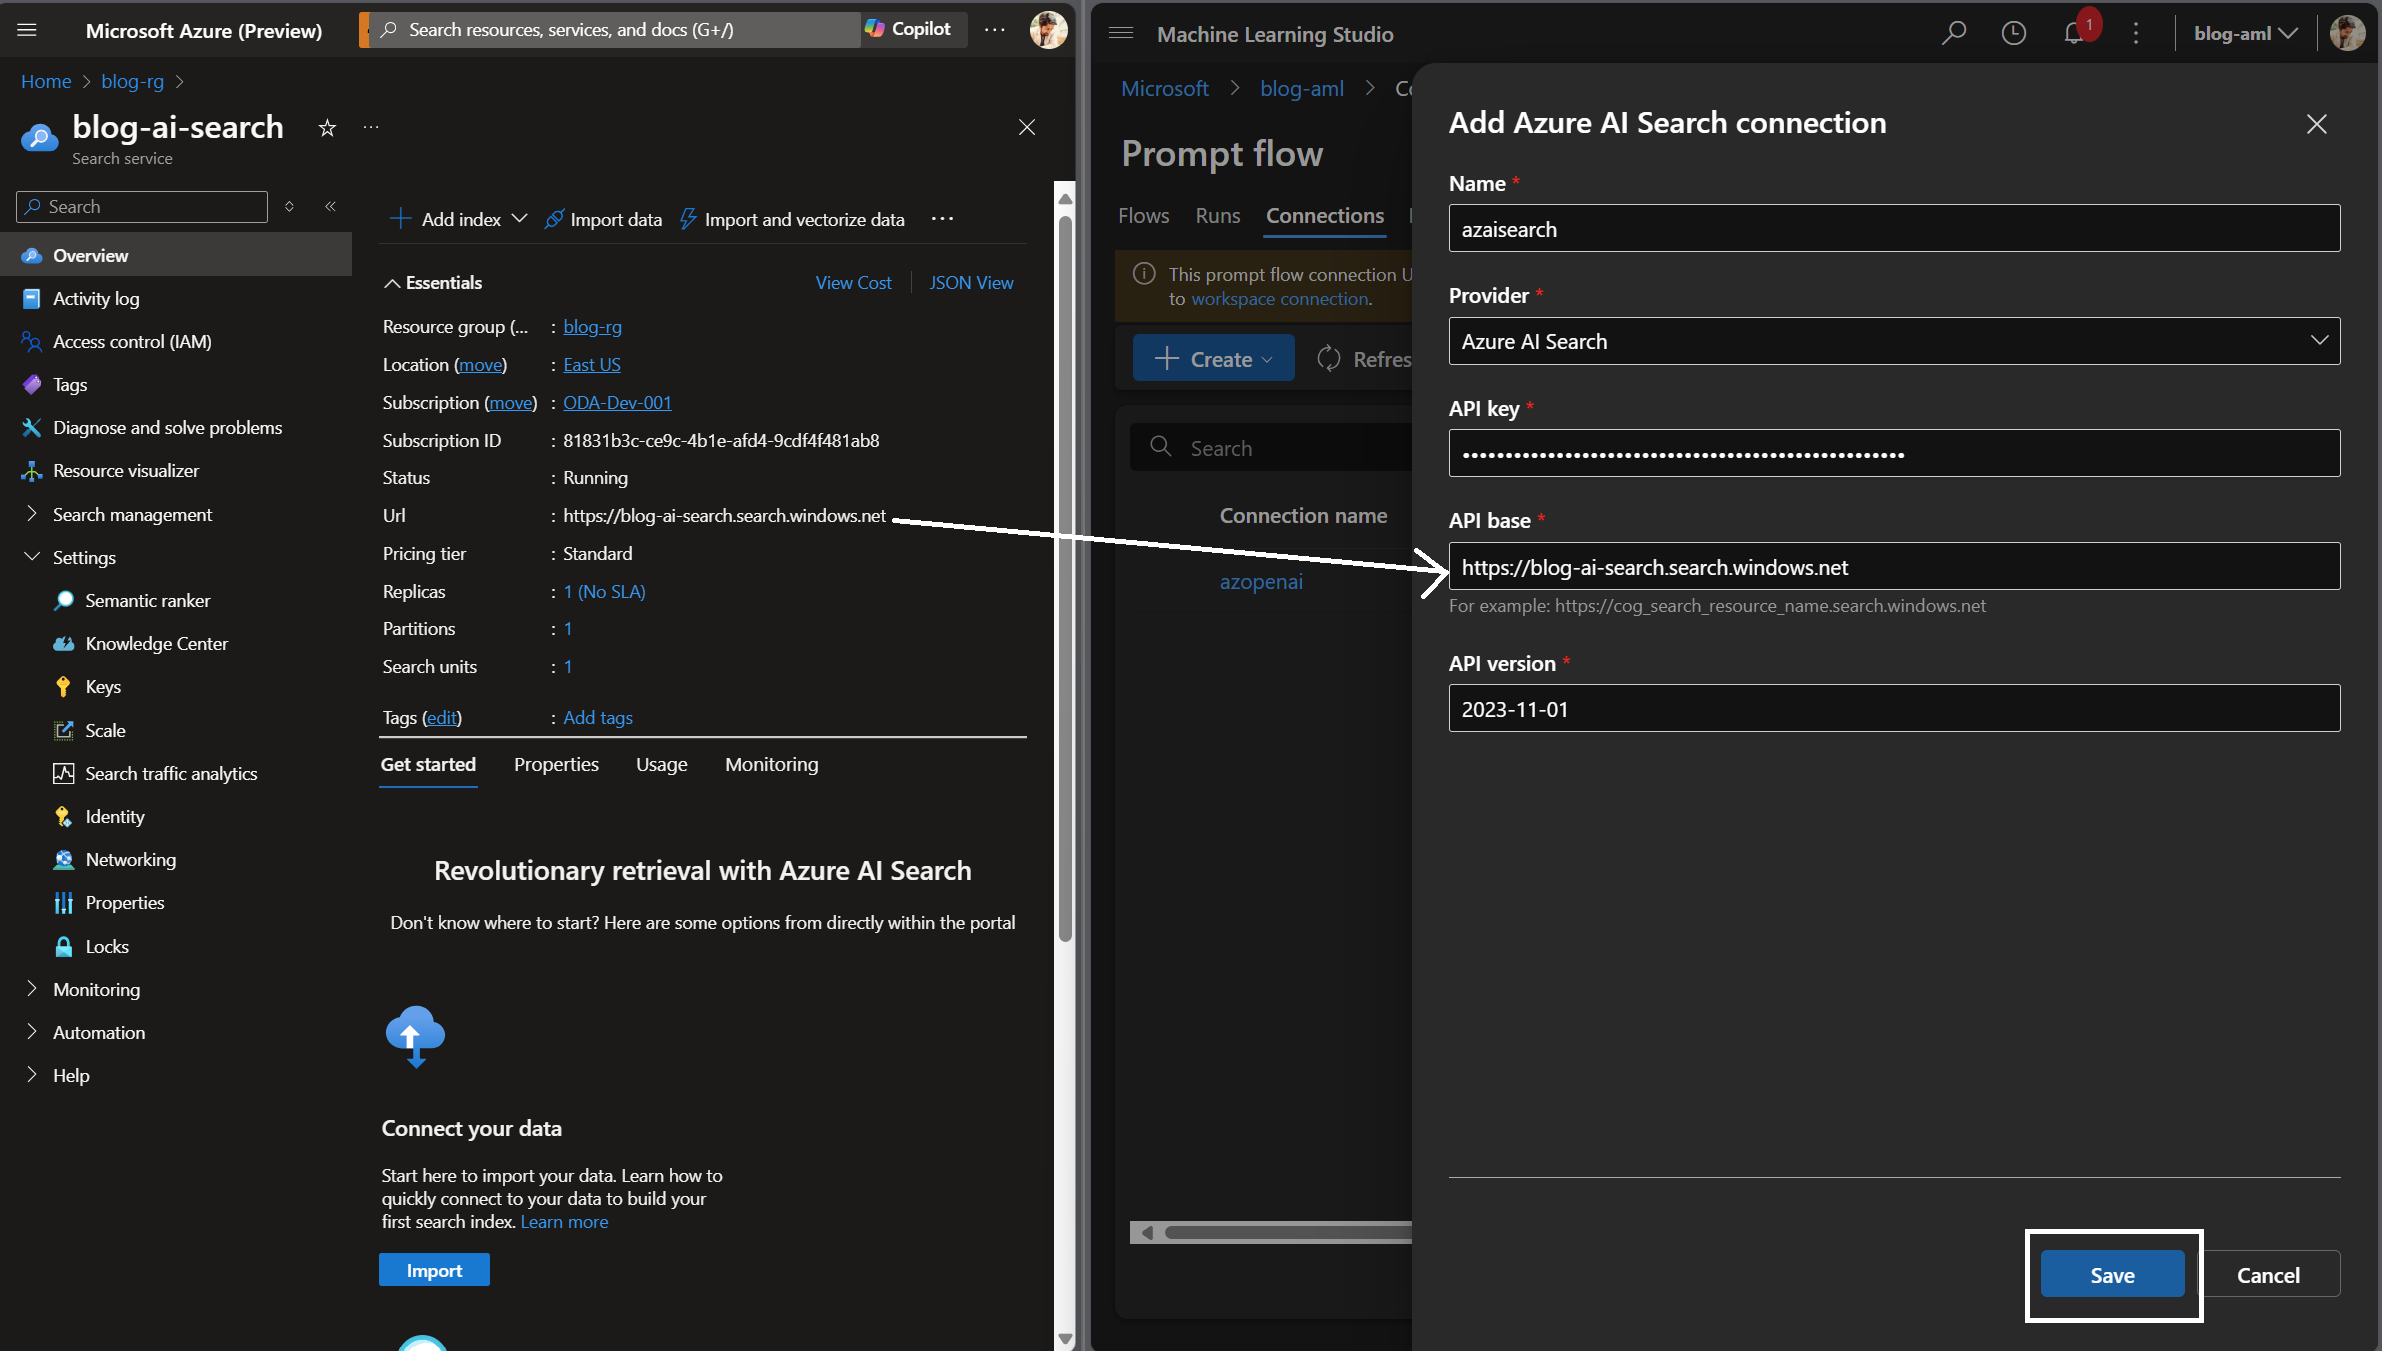 Microsoft Azure (Preview)
Search resources, services, and docs (G+/)
Copilot
...
Home > blog-rg >
blog-ai-search
...
Search service
Search
Add index
Import data
Import and vectorize data
...
Overview
Activity log
Access control (IAM)
Tags
Diagnose and solve problems
Resource visualizer
Search management
Settings
Semantic ranker
Knowledge Center
Keys
Scale
Search traffic analytics
Identity
Networking
Properties
Locks
Monitoring
Automation
Help
Essentials
View Cost
JSON View
Resource group (... : blog-rg
Location (move) : East US
Subscription (move) : ODA-Dev-001
Subscription ID : 81831b3c-ce9c-4b1e-afd4-9cdf4f481ab8
Status : Running
Url : https://blog-ai-search.search.windows.net
Pricing tier : Standard
Replicas : 1 (No SLA)
Partitions : 1
Search units : 1
Tags (edit) : Add tags
Get started
Properties
Usage
Monitoring
Revolutionary retrieval with Azure AI Search
Don't know where to start? Here are some options from directly within the portal
Connect your data
Start here to import your data. Learn how to
quickly connect to your data to build your
first search index. Learn more
Import
Machine Learning Studio
1
blog-aml
Microsoft > blog-aml >
Prompt flow
Flows
Runs
Connections
This prompt flow connection
to workspace connection.
Create
Search
Connection name
azopenai
Add Azure AI Search connection
Name *
azaisearch
Provider *
Azure AI Search
API key *
API base *
https://blog-ai-search.search.windows.net
For example: https://cog_search_resource_name.search.windows.net
API version *
2023-11-01
Save
Cancel